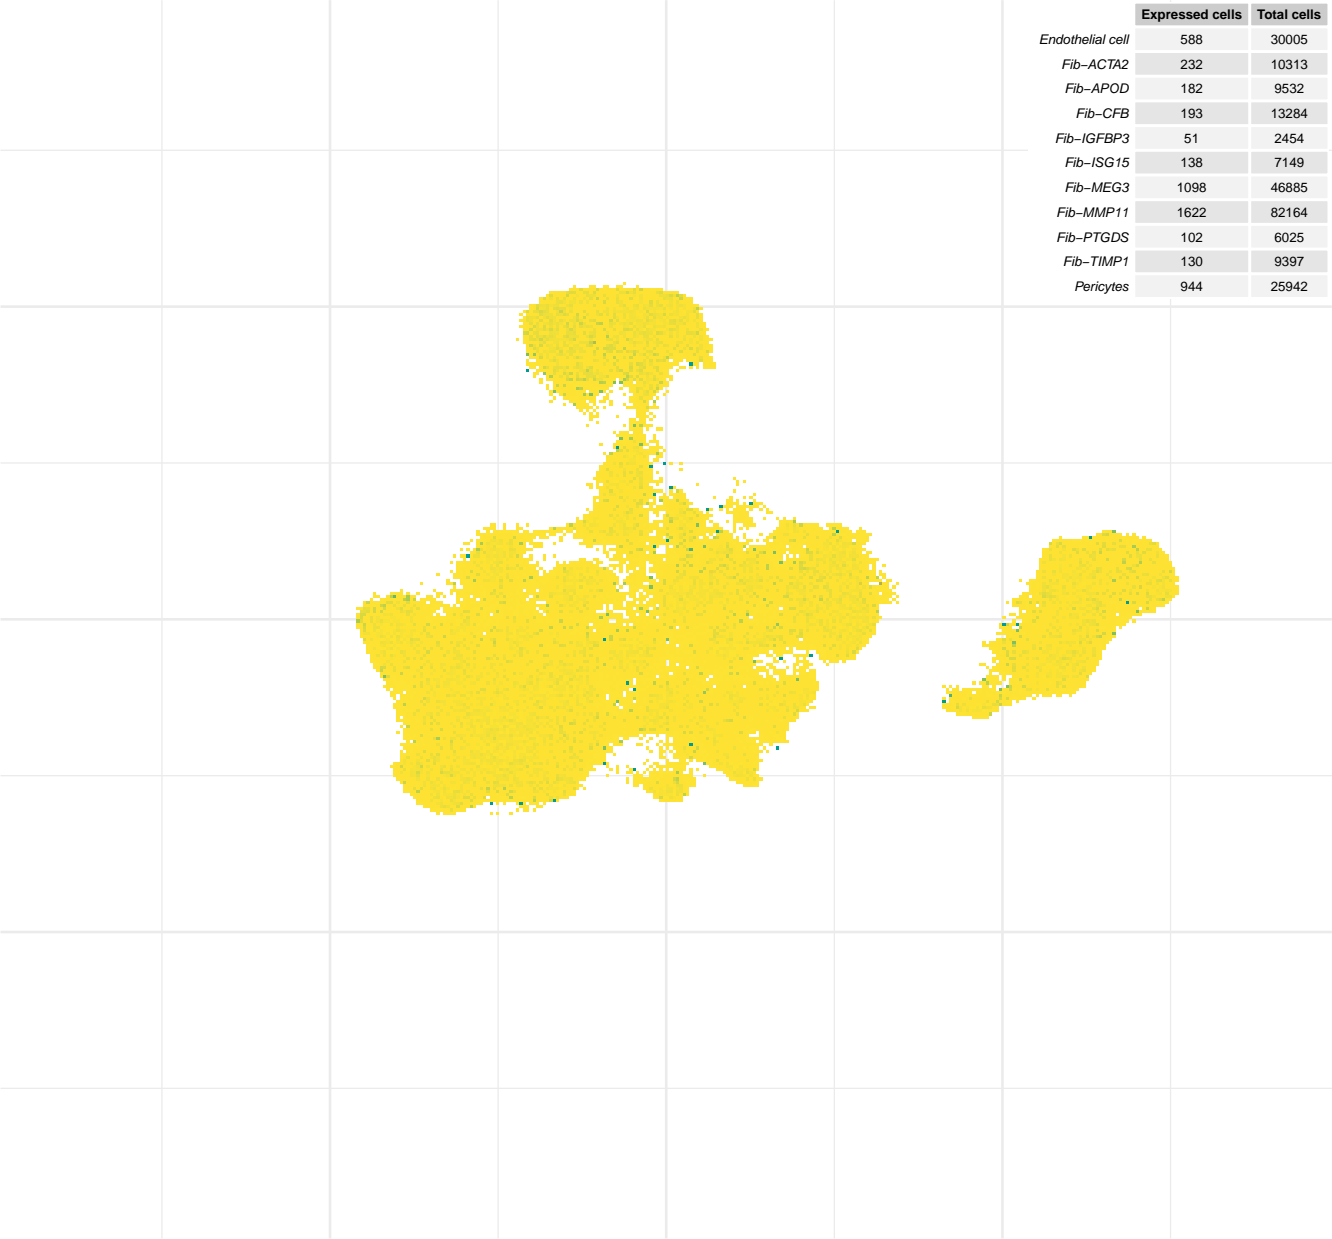 Expressed cells Total cells
Endothelial cell 588 30005
Fib−ACTA2 232 10313
Fib−APOD 182 9532
Fib−CFB 193 13284
Fib−IGFBP3 51 2454
Fib−ISG15 138 7149
Fib−MEG3 1098 46885
Fib−MMP11 1622 82164
Fib−PTGDS 102 6025
Fib−TIMP1 130 9397
Pericytes 944 25942